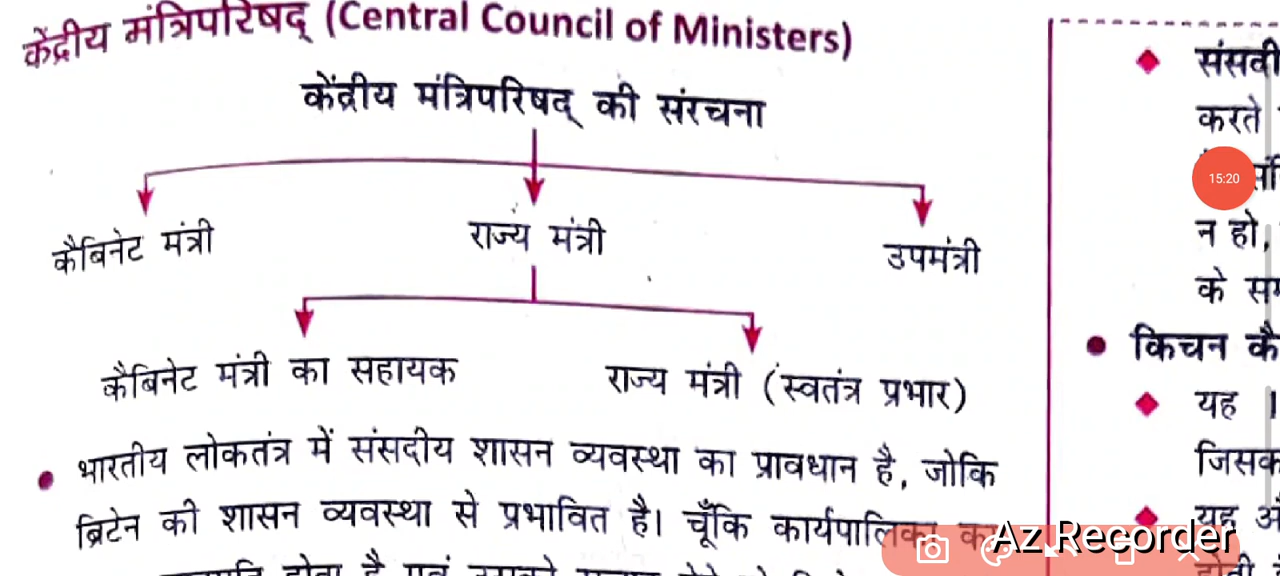 केंद्रीय मंत्रिपरिषद् (Central Council of Ministers)
केंद्रीय मंत्रिपरिषद् की संरचना
कैबिनेट मंत्री
राज्य मंत्री
उपमंत्री
कैबिनेट मंत्री का सहायक
राज्य मंत्री (स्वतंत्र प्रभार)
भारतीय लोकतंत्र में संसदीय शासन व्यवस्था का प्रावधान है, जोकि
ब्रिटेन की शासन व्यवस्था से प्रभावित है। चूँकि कार्यपालिका
करते
न हो,
के
किचन
यह
जिसक
यह
15:20
Az Recorder